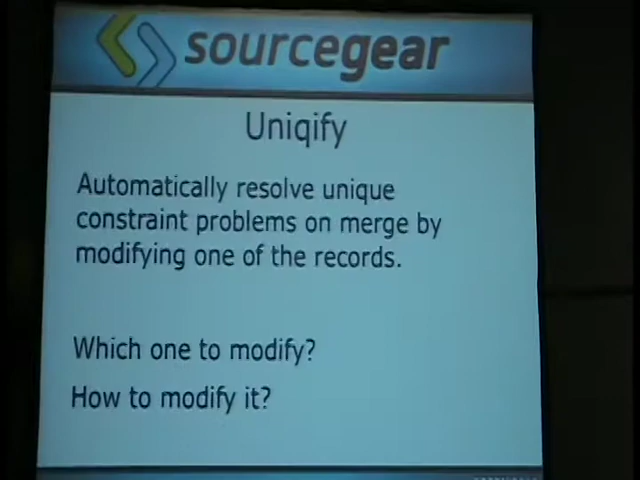 sourcegear
Uniqify
Automatically resolve unique
constraint problems on merge by
modifying one of the records.
Which one to modify?
How to modify it?